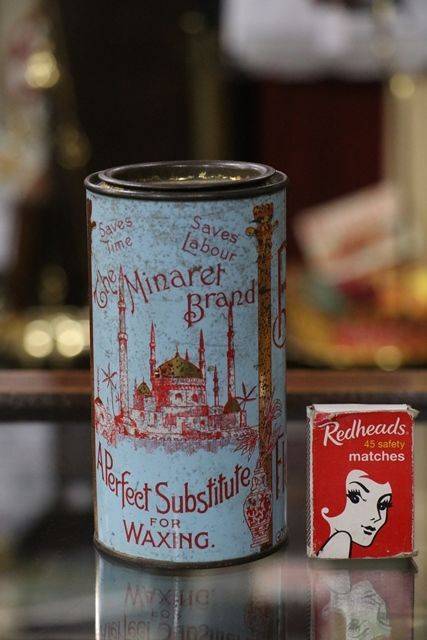 Saves
Time
Saves
Labour
The Minaret
Brand
A Perfect Substitute
FOR
WAXING.
Redheads
45 safety
matches